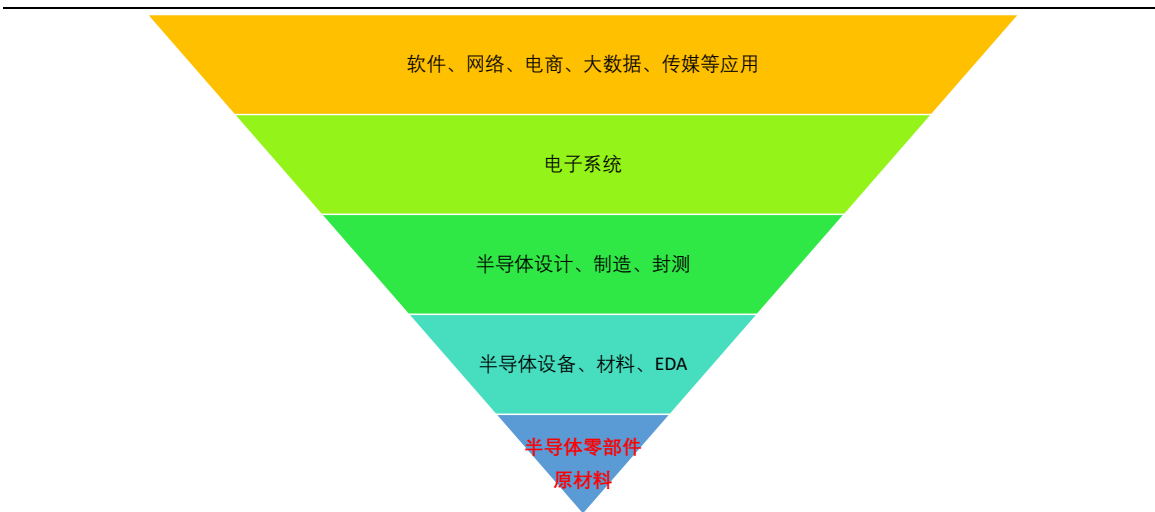 软件、网络、电商、大数据、传媒等应用
电子系统
半导体设计、制造、封测
半导体设备、材料、EDA
半导体零部件
原材料